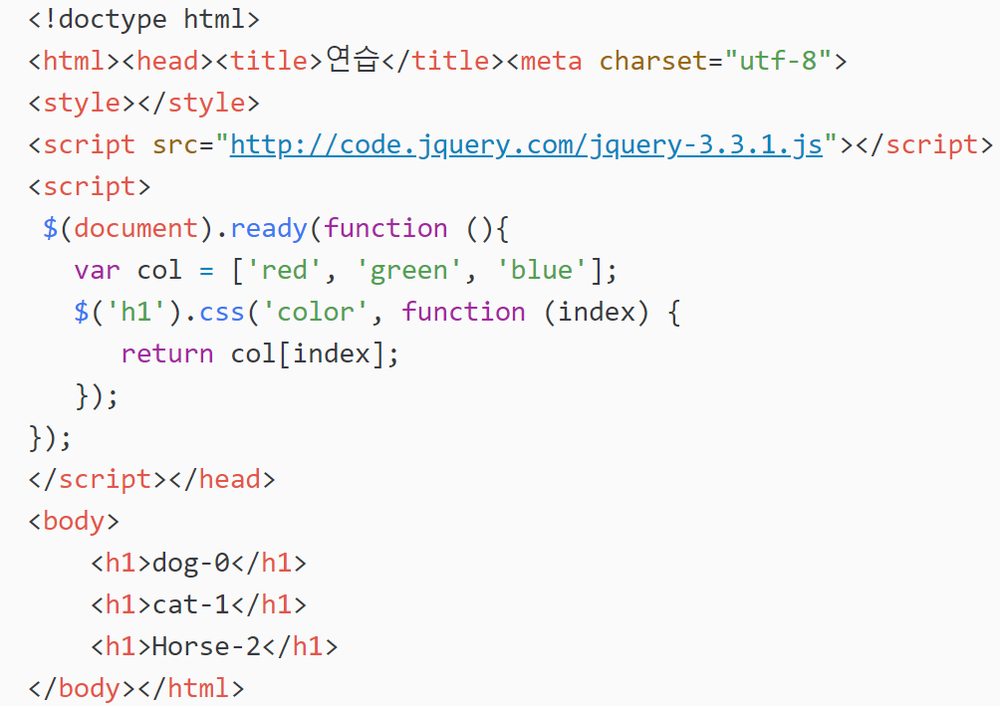 <!doctype html>
<html><head><title>연습</title><meta charset="utf-8">
<style></style>
<script src="http://code.jquery.com/jquery-3.3.1.js"></script>
<script>
 $(document).ready(function (){
   var col = ['red', 'green', 'blue'];
   $('h1').css('color', function (index) {
      return col[index];
   });
});
</script></head>
<body>
    <h1>dog-0</h1>
    <h1>cat-1</h1>
    <h1>Horse-2</h1>
</body></html>